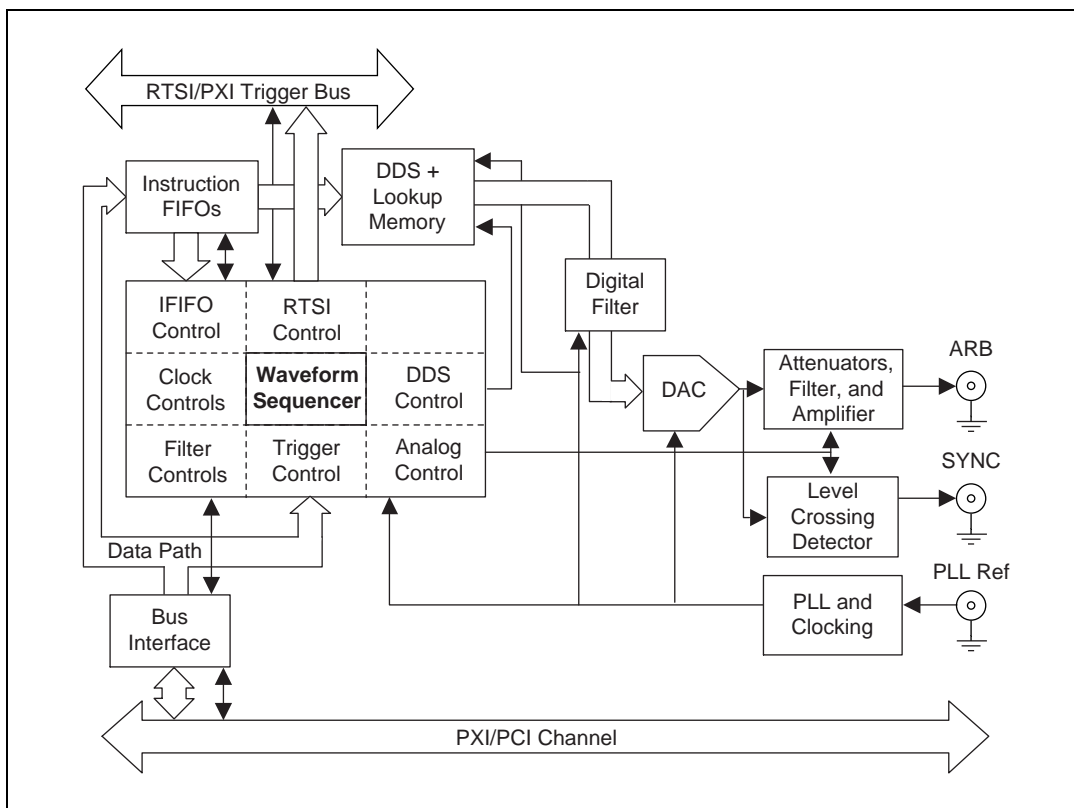 RTSI/PXI Trigger Bus
Instruction
FIFOs
DDS +
Lookup
Memory
Digital
Filter
IFIFO
Control
RTSI
Control
Clock
Controls
Waveform
Sequencer
DDS
Control
Filter
Controls
Trigger
Control
Analog
Control
DAC
Attenuators,
Filter, and
Amplifier
ARB
SYNC
Level
Crossing
Detector
PLL Ref
PLL and
Clocking
Data Path
Bus
Interface
PXI/PCI Channel